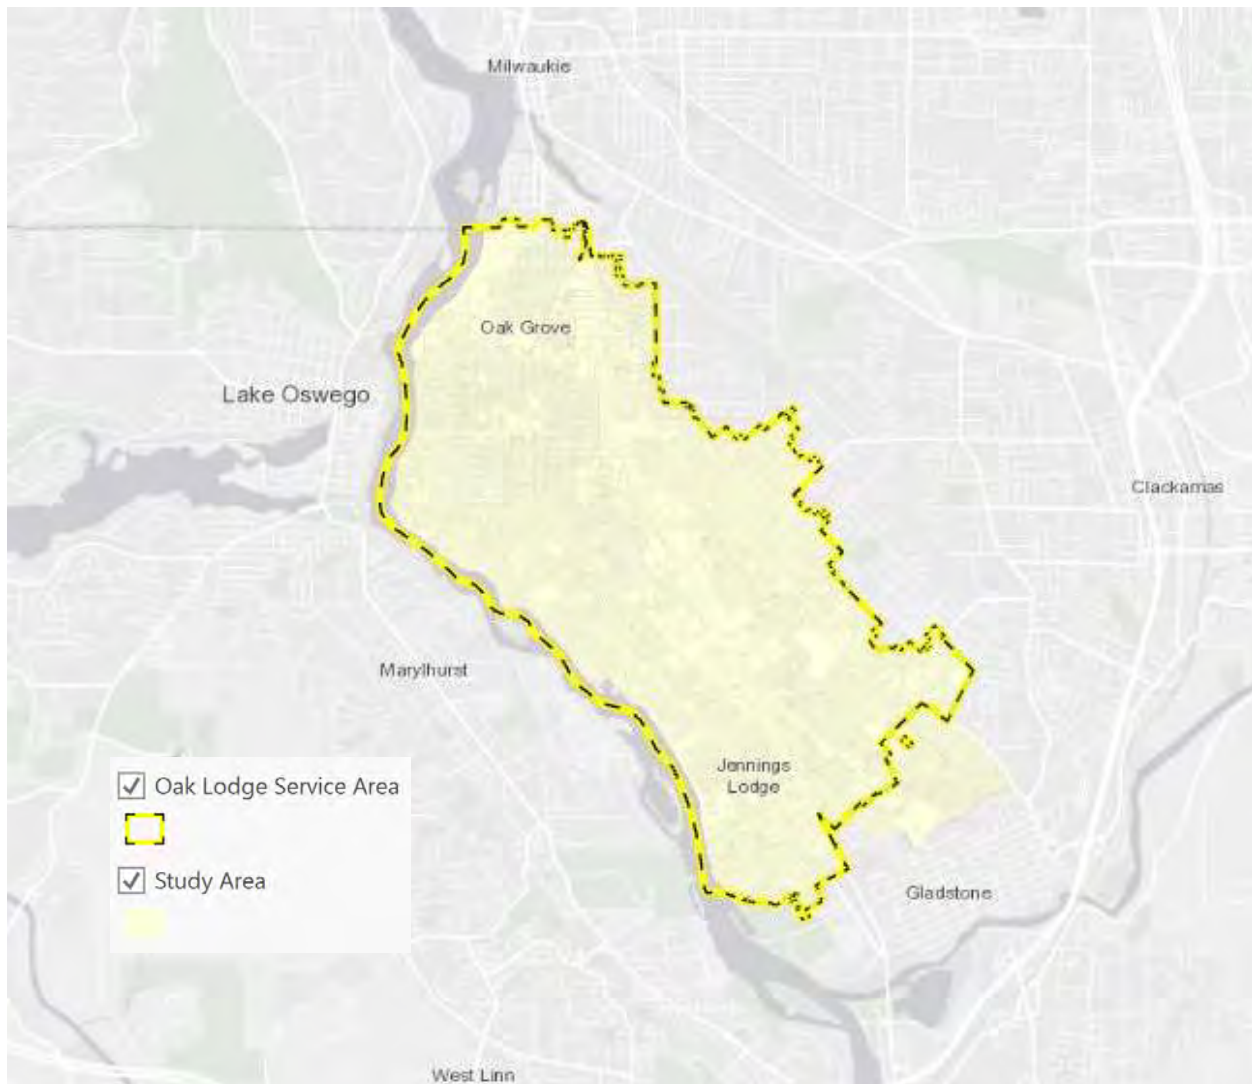 Milwaukie
Oak Grove
Lake Oswego
Clackamas
Marylhurst
Jennings
Lodge
Oak Lodge Service Area
Study Area
Gladstone
West Linn